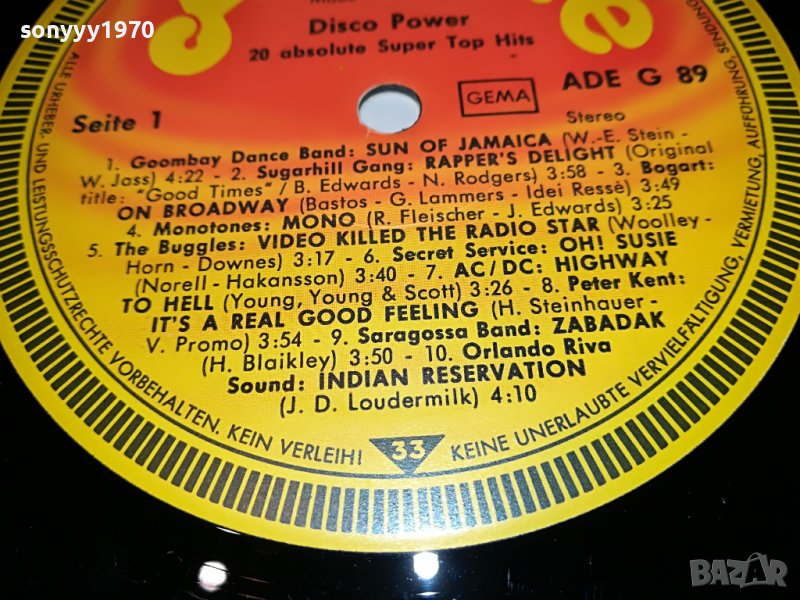 sonyyy1970
Disco Power
20 absolute Super Top Hits
GEMA
ADE G 89
Seite 1
Stereo
1. Goombay Dance Band: SUN OF JAMAICA (W.-E. Stein -
W. Jass) 4:22 - 2. Sugarhill Gang: RAPPER'S DELIGHT (Original
title: "Good Times"/B. Edwards - N. Rodgers) 3:58 - 3. Bogart:
ON BROADWAY (Bastos - G. Lammers - Idei Ressè) 3:49
4. Monotones: MONO (R. Fleischer - J. Edwards) 3:25
5. The Buggles: VIDEO KILLED THE RADIO STAR (Woolley -
Horn - Downes) 3:17 - 6. Secret Service: OH! SUSIE
(Norell - Hakansson) 3:40 - 7. AC/DC: HIGHWAY
TO HELL (Young, Young & Scott) 3:26 - 8. Peter Kent:
IT'S A REAL GOOD FEELING (H. Steinhauer -
V. Promo) 3:54 - 9. Saragossa Band: ZABADAK
(H. Blaikley) 3:50 - 10. Orlando Riva
Sound: INDIAN RESERVATION
(J. D. Loudermilk) 4:10
33
ALLE URHEBER- UND LEISTUNGSSCHUTZRECHTE VORBEHALTEN. KEIN VERLEIH! KEINE UNERLAUBTE VERVIELFÄLTIGUNG, VERMIETUNG, AUFFÜHRUNG, SENDUNG
BAZAR